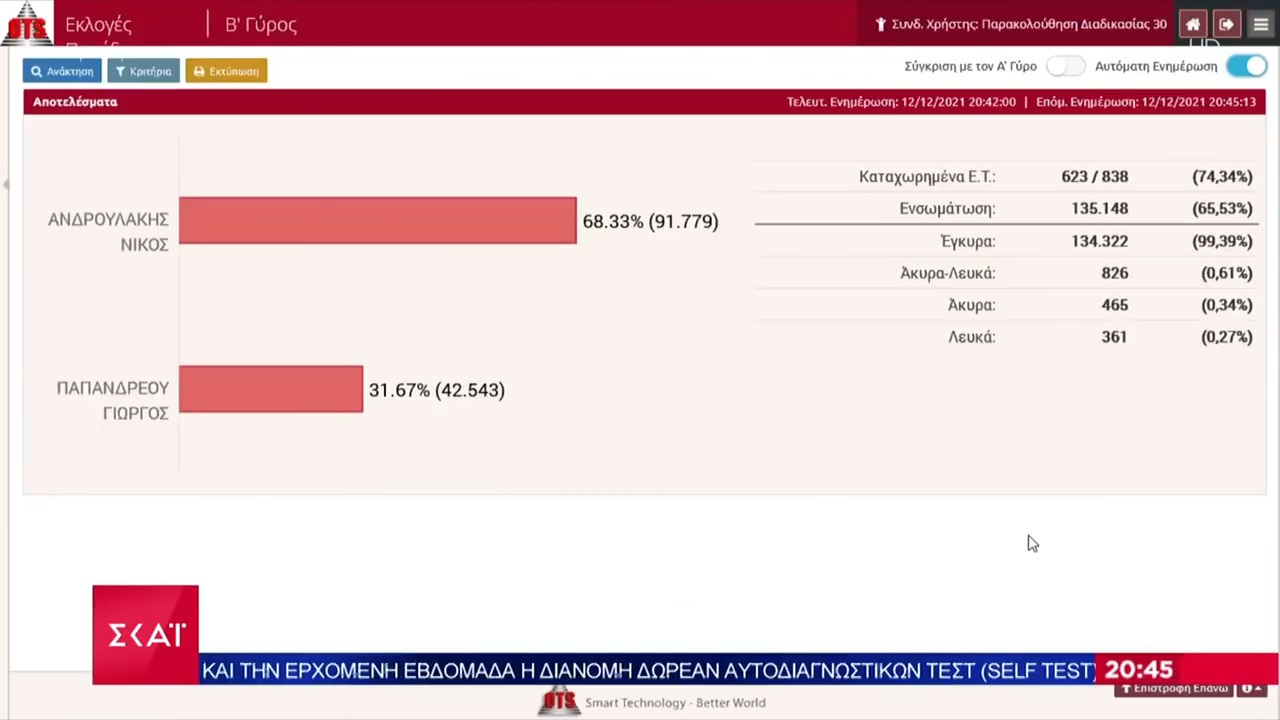 OTS
Εκλογές
Β' Γύρος
Συνδ. Χρήστης: Παρακολούθηση Διαδικασίας 30
Ανάκτηση
Κριτήρια
Εκτύπωση
Σύγκριση με τον Α' Γύρο
Αυτόματη Ενημέρωση
Αποτελέσματα
Τελευτ. Ενημέρωση: 12/12/2021 20:42:00 | Επόμ. Ενημέρωση: 12/12/2021 20:45:13
ΑΝΔΡΟΥΛΑΚΗΣ
ΝΙΚΟΣ
68.33% (91.779)
ΠΑΠΑΝΔΡΕΟΥ
ΓΙΩΡΓΟΣ
31.67% (42.543)
Καταχωρημένα Ε.Τ.: 623 / 838 (74,34%)
Ενσωμάτωση: 135.148 (65,53%)
Έγκυρα: 134.322 (99,39%)
Άκυρα-Λευκά: 826 (0,61%)
Άκυρα: 465 (0,34%)
Λευκά: 361 (0,27%)
ΣΚΑΪ
ΚΑΙ ΤΗΝ ΕΡΧΟΜΕΝΗ ΕΒΔΟΜΑΔΑ Η ΔΙΑΝΟΜΗ ΔΩΡΕΑΝ ΑΥΤΟΔΙΑΓΝΩΣΤΙΚΩΝ ΤΕΣΤ (SELF TEST)
20:45
Επιστροφή Επάνω
OTS
Smart Technology - Better World